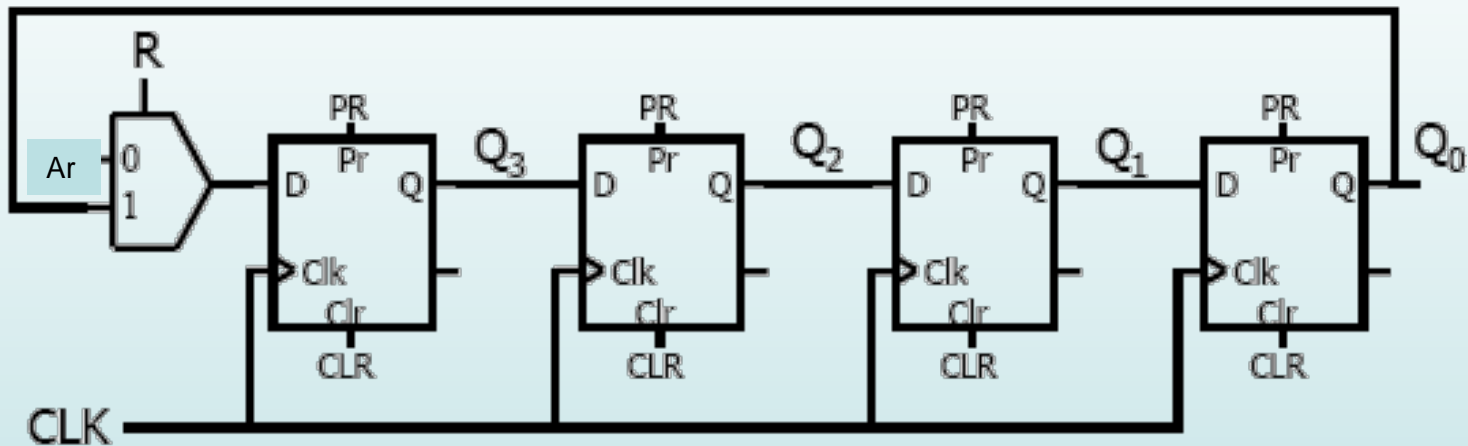 R
PR PR PR PR
Ar 0 Pr Q₃ Pr Q₂ Pr Q₁ Pr Q₀
1 D Q D Q D Q D Q
Clk Clk Clk Clk
Clr Clr Clr Clr
CLR CLR CLR CLR
CLK